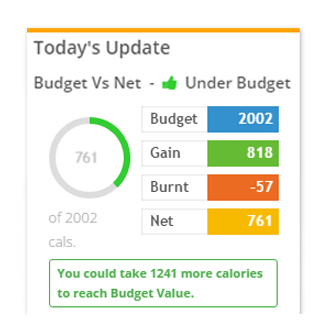 Today's Update
Budget Vs Net - Under Budget
Budget 2002
Gain 818
Burnt -57
Net 761
761
of 2002
cals.
You could take 1241 more calories
to reach Budget Value.